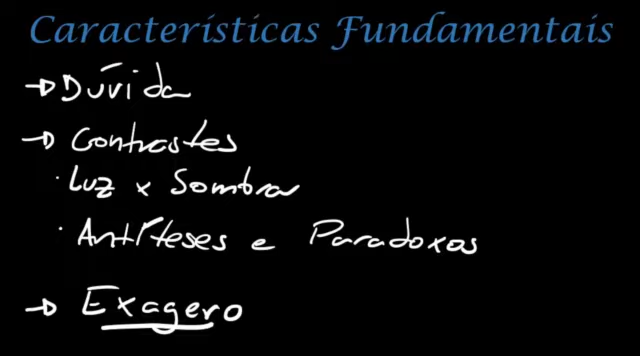 Características Fundamentais
→ Dúvida
→ Contrastes
· Luz x Sombra
· Antíteses e Paradoxos
→ Exagero